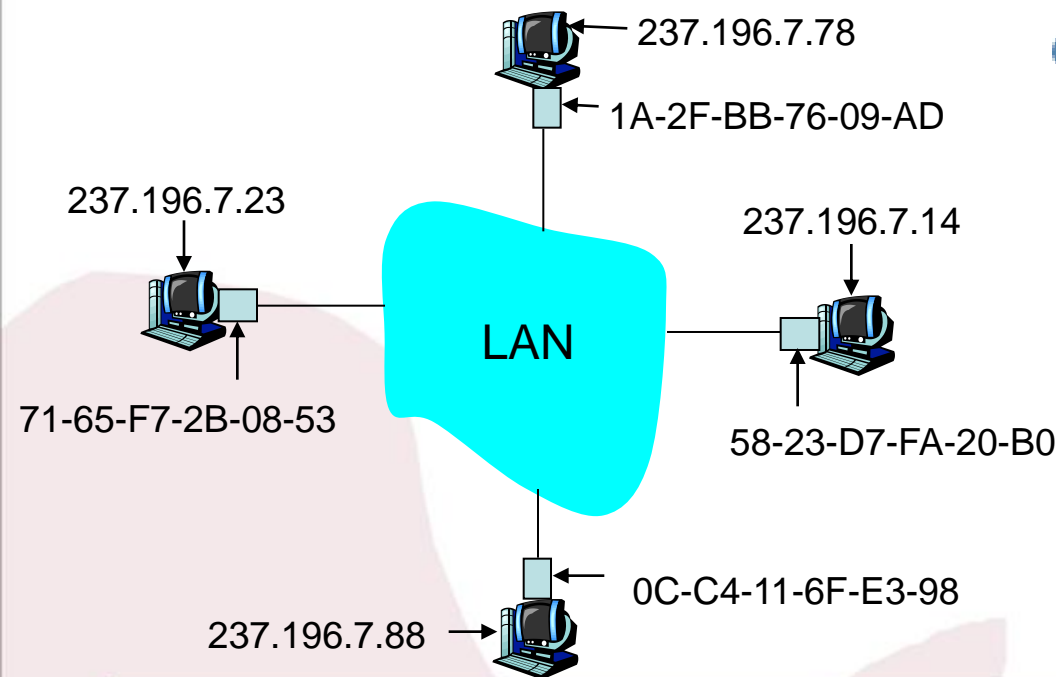 237.196.7.78
1A-2F-BB-76-09-AD
237.196.7.23
237.196.7.14
LAN
71-65-F7-2B-08-53
58-23-D7-FA-20-B0
0C-C4-11-6F-E3-98
237.196.7.88